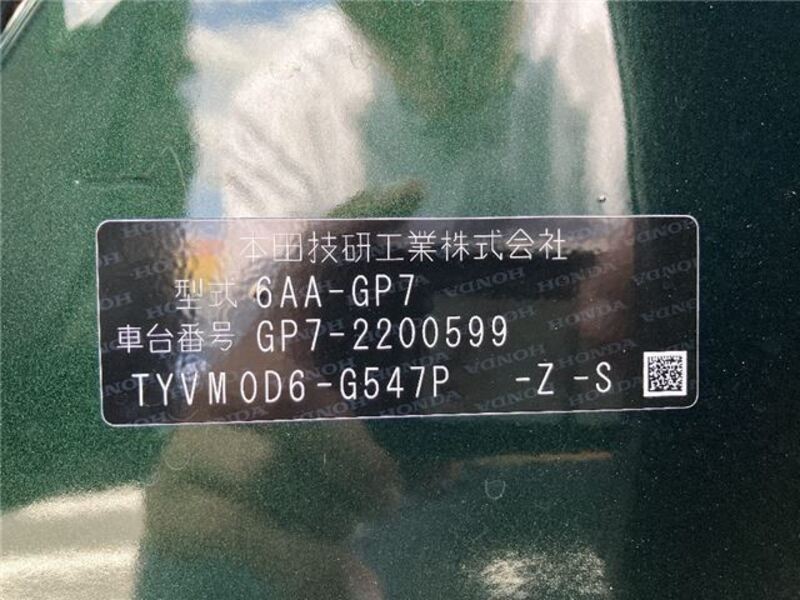 本田技研工業株式会社
型式 6AA-GP7
車台番号 GP7-2200599
TYVM0D6-G547P -Z -S